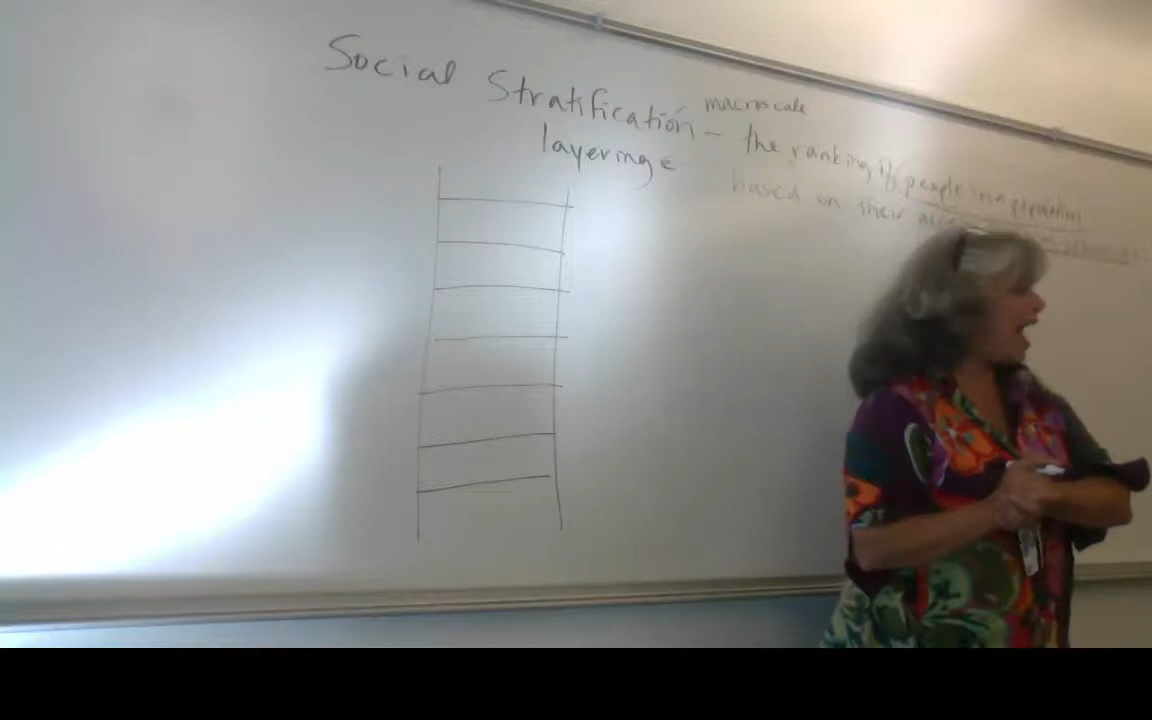 Social Stratification – the ranking of people in a population
macroscale
layering
based on their